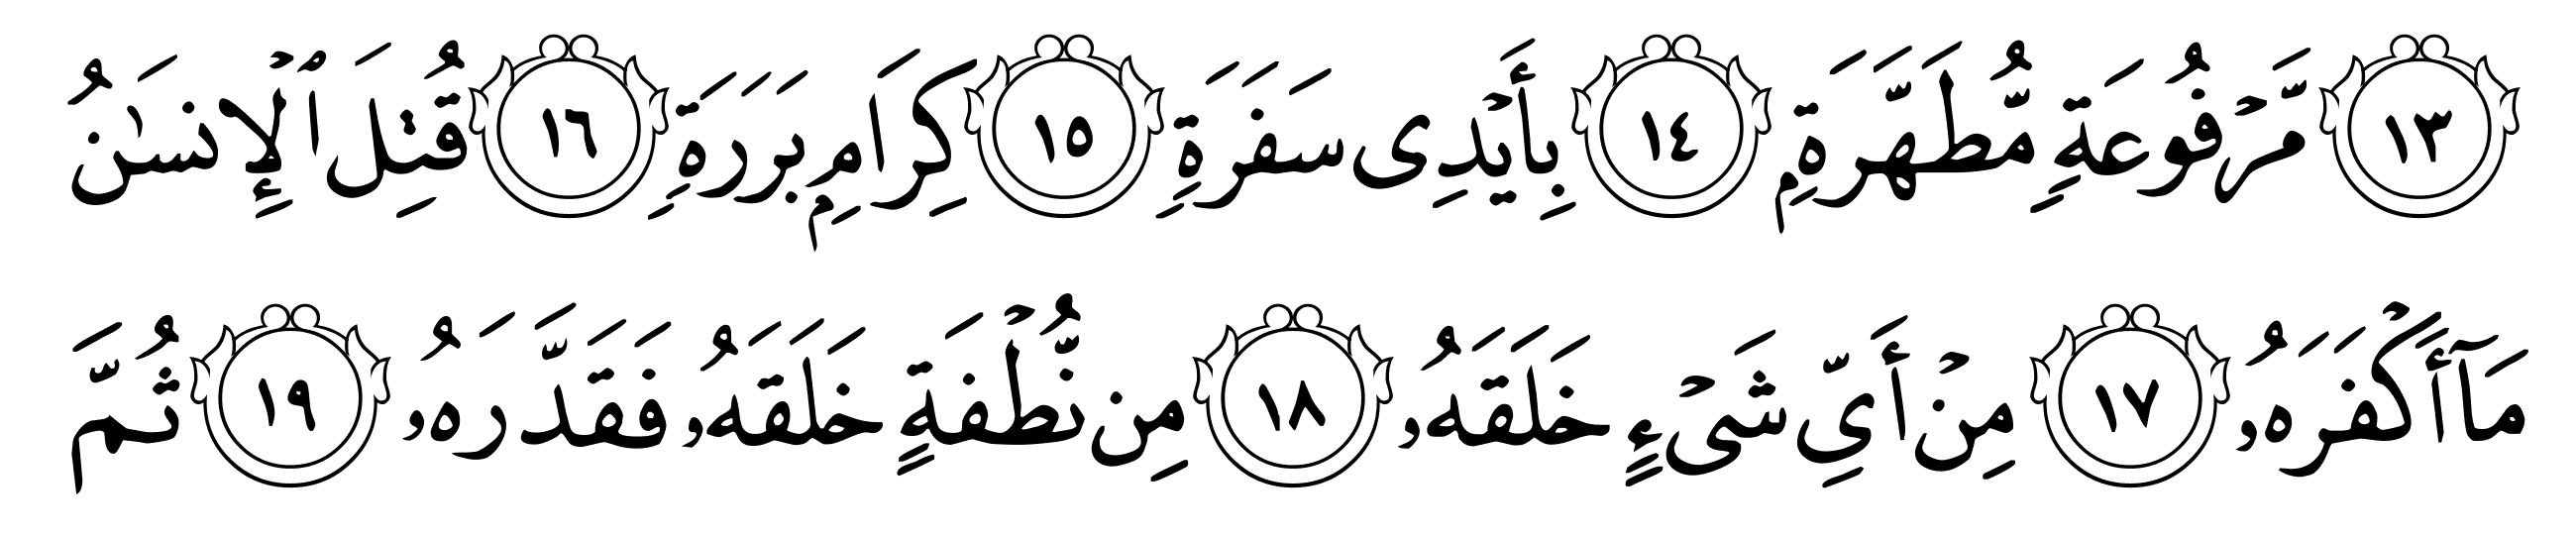 ١٣ مَّرۡفُوعَةٖ مُّطَهَّرَةِۭ ١٤ بِأَيۡدِي سَفَرَةٖ ١٥ كِرَامِۭ بَرَرَةٖ ١٦ قُتِلَ ٱلۡإِنسَٰنُ
مَآ أَكۡفَرَهُۥ ١٧ مِنۡ أَيِّ شَيۡءٍ خَلَقَهُۥ ١٨ مِن نُّطۡفَةٍ خَلَقَهُۥ فَقَدَّرَهُۥ ١٩ ثُمَّ